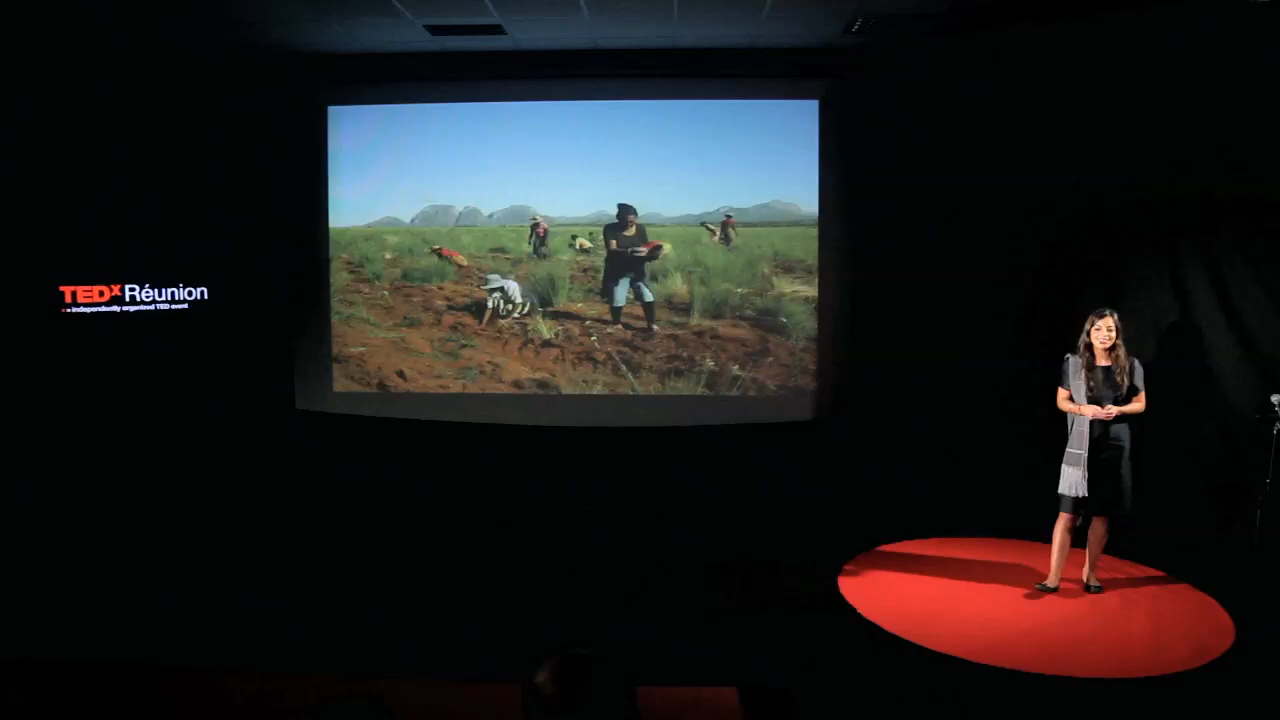 TEDx Réunion
x = independently organized TED event